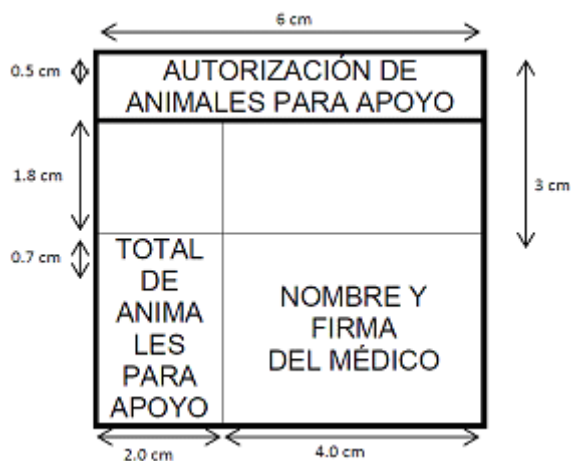 6 cm
0.5 cm
AUTORIZACIÓN DE
ANIMALES PARA APOYO
1.8 cm
3 cm
0.7 cm
TOTAL
DE
ANIMA
LES
PARA
APOYO
NOMBRE Y
FIRMA
DEL MÉDICO
2.0 cm
4.0 cm